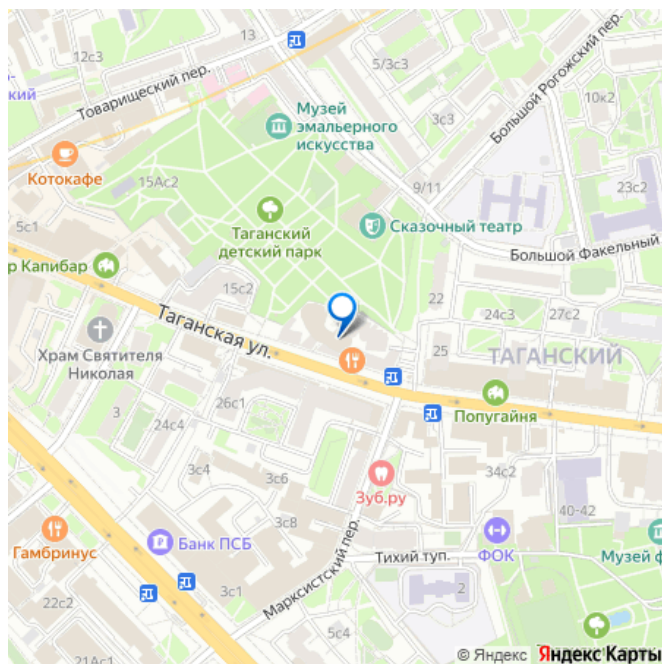 12с3
13
5/3с3
Большой Рогожский пер.
10к2
ский
Товарищеский пер.
Музей
эмальерного
искусства
3с3
Котокафе
15Ас2
9/11
23с2
5с1
Таганский
детский парк
Сказочный театр
Большой Факельный
р Капибар
15с2
22
24с3
27с2
Таганская ул.
Храм Святителя
Николая
25
ТАГАНСКИЙ
3
26с1
Попугайня
24с4
3с4
3с6
Зуб.ру
34с2
40-42
Гамбринус
Банк ПСБ
3с8
Марксистский пер.
Тихий туп.
ФОК
Музей ф
22с2
3с1
2
5с4
21Ас1
© Яндекс
Яндекс Карты